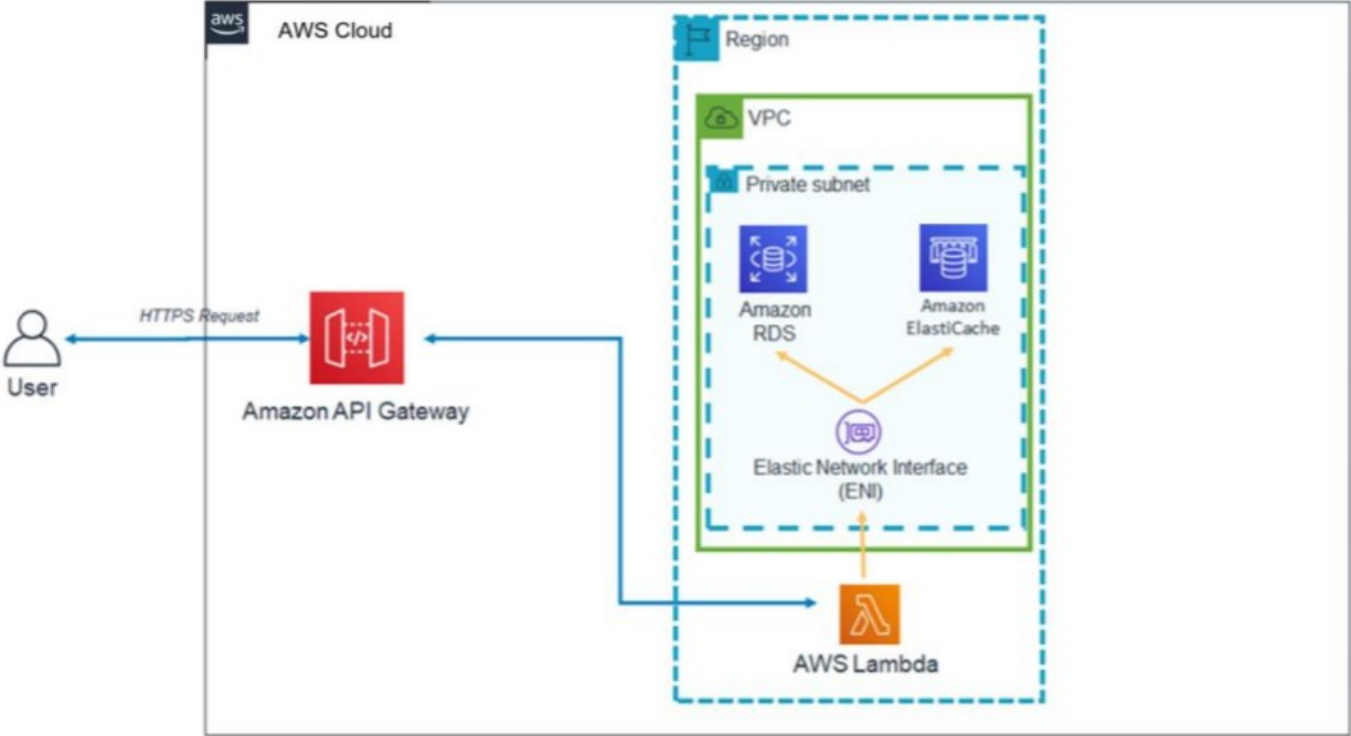 aws
AWS Cloud
Region
VPC
Private subnet
Amazon
RDS
Amazon
ElastiCache
HTTPS Request
</>
User
Amazon API Gateway
Elastic Network Interface
(ENI)
AWS Lambda